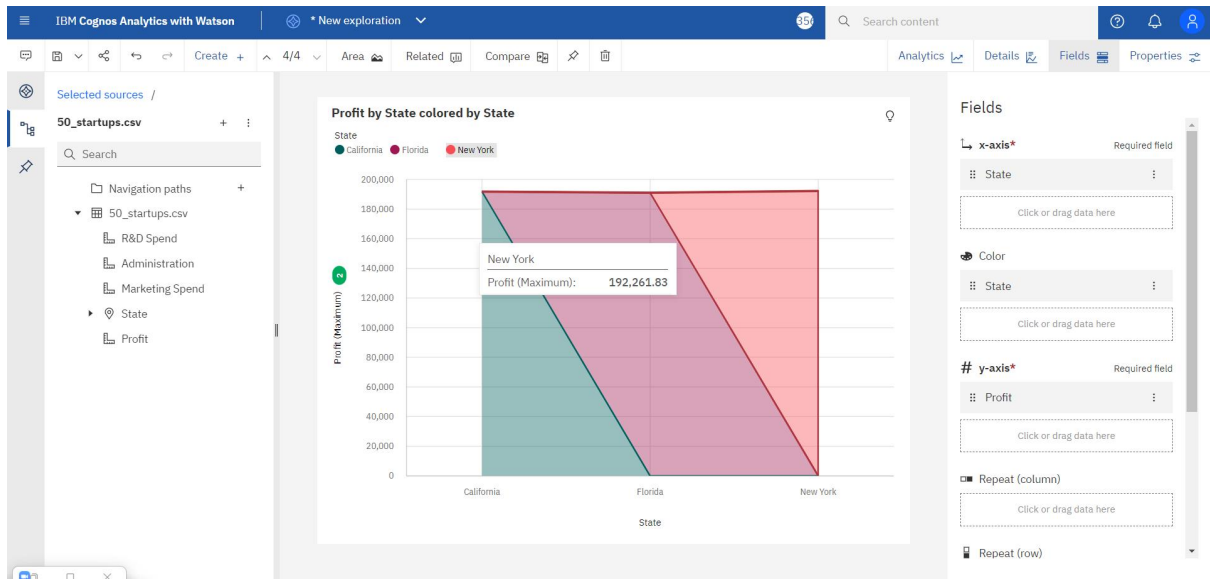 IBM Cognos Analytics with Watson
* New exploration
Search content
Create +
4/4
Area
Related
Compare
Analytics
Details
Fields
Properties
Selected sources /
50_startups.csv
Search
Navigation paths +
50_startups.csv
R&D Spend
Administration
Marketing Spend
State
Profit
Profit by State colored by State
State
California Florida New York
200,000
180,000
160,000
140,000
120,000
100,000
80,000
60,000
40,000
20,000
0
Profit (Maximum) 2
New York
Profit (Maximum): 192,261.83
California Florida New York
State
Fields
x-axis* Required field
State
Click or drag data here
Color
State
Click or drag data here
# y-axis* Required field
Profit
Click or drag data here
Repeat (column)
Click or drag data here
Repeat (row)